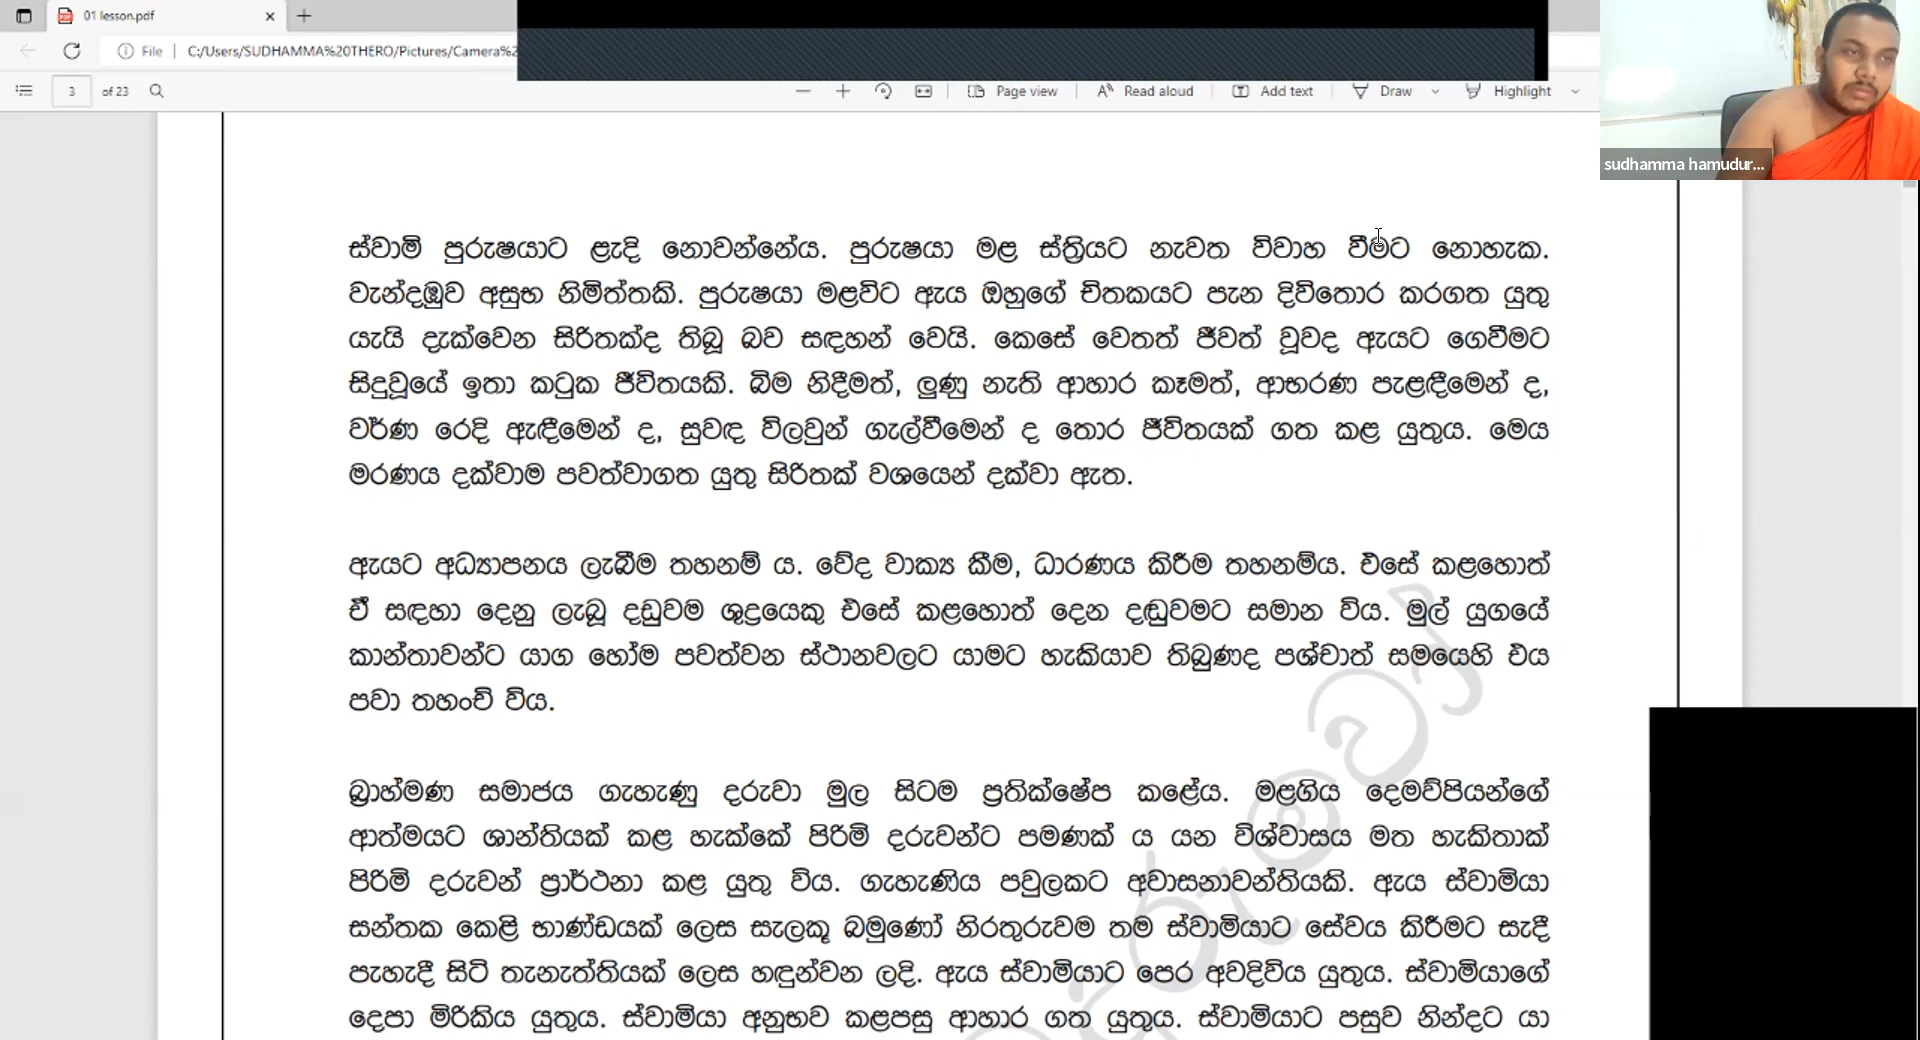 01 lesson.pdf
File
C:/Users/SUDHAMMA%20THERO/Pictures/Camera%2
3 of 23
Page view
Read aloud
Add text
Draw
Highlight
sudhamma hamudur...
ස්වාමි පුරුෂයාට ළැදි නොවන්නේය. පුරුෂයා මළ ස්ත්‍රියට නැවත විවාහ වීමට නොහැක.
වැන්දඹුව අසුභ නිමිත්තකි. පුරුෂයා මළවිට ඇය ඔහුගේ චිතකයට පැන දිවිතොර කරගත යුතු
යැයි දැක්වෙන සිරිතක්ද තිබූ බව සඳහන් වෙයි. කෙසේ වෙතත් ජීවත් වූවද ඇයට ගෙවීමට
සිදුවූයේ ඉතා කටුක ජීවිතයකි. බිම නිදීමත්, ලුණු නැති ආහාර කෑමත්, ආභරණ පැළඳීමෙන් ද,
වර්ණ රෙදි ඇඳීමෙන් ද, සුවඳ විලවුන් ගැල්වීමෙන් ද තොර ජීවිතයක් ගත කළ යුතුය. මෙය
මරණය දක්වාම පවත්වාගත යුතු සිරිතක් වශයෙන් දක්වා ඇත.
ඇයට අධ්‍යාපනය ලැබීම තහනම් ය. වේද වාක්‍ය කීම, ධාරණය කිරීම තහනම්ය. එසේ කළහොත්
ඒ සඳහා දෙනු ලැබූ දඩුවම ශුද්‍රයෙකු එසේ කළහොත් දෙන දඬුවමට සමාන විය. මුල් යුගයේ
කාන්තාවන්ට යාග හෝම පවත්වන ස්ථානවලට යාමට හැකියාව තිබුණද පශ්චාත් සමයෙහි එය
පවා තහංචි විය.
බ්‍රාහ්මණ සමාජය ගැහැණු දරුවා මුල සිටම ප්‍රතික්ෂේප කළේය. මළගිය දෙමව්පියන්ගේ
ආත්මයට ශාන්තියක් කළ හැක්කේ පිරිමි දරුවන්ට පමණක් ය යන විශ්වාසය මත හැකිතාක්
පිරිමි දරුවන් ප්‍රාර්ථනා කළ යුතු විය. ගැහැණිය පවුලකට අවාසනාවන්තියකි. ඇය ස්වාමියා
සන්තක කෙළි භාණ්ඩයක් ලෙස සැලකූ බමුණෝ නිරතුරුවම තම ස්වාමියාට සේවය කිරීමට සැදී
පැහැදී සිටි තැනැත්තියක් ලෙස හඳුන්වන ලදි. ඇය ස්වාමියාට පෙර අවදිවිය යුතුය. ස්වාමියාගේ
දෙපා මිරිකිය යුතුය. ස්වාමියා අනුභව කළපසු ආහාර ගත යුතුය. ස්වාමියාට පසුව නින්දට යා